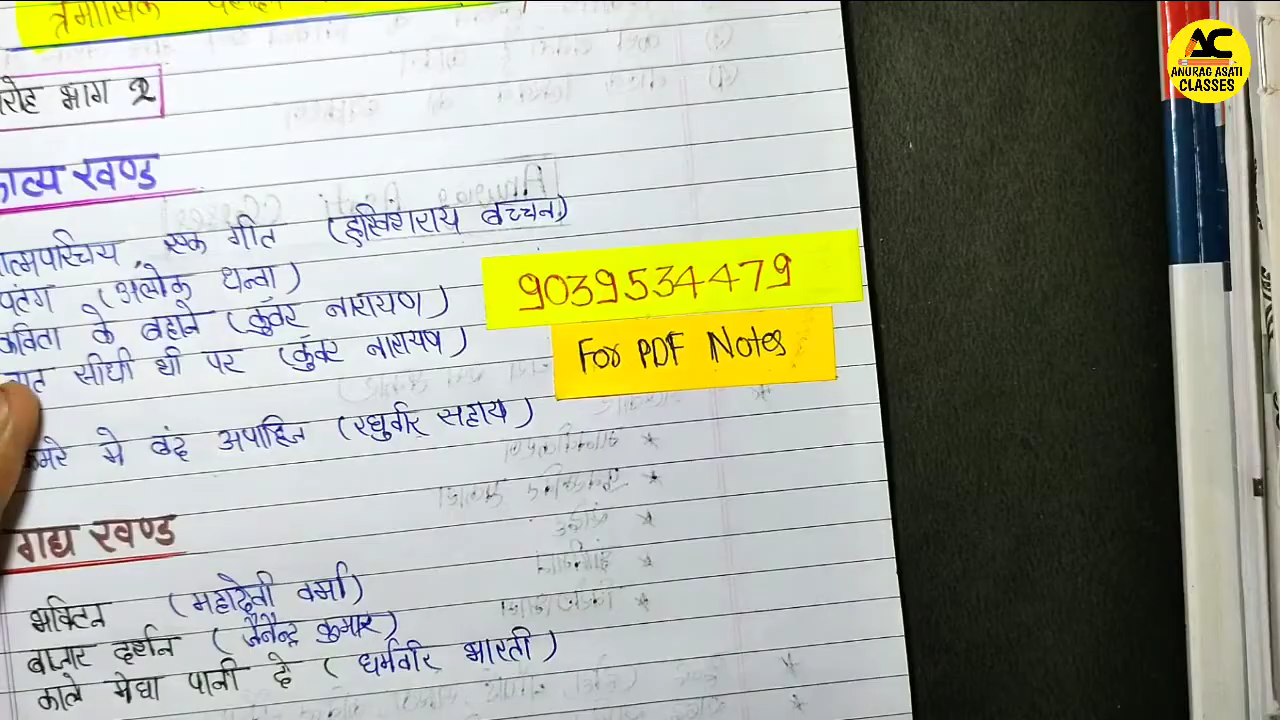 त्रैमासिक
AC
ANURAG ASATI
CLASSES
रोह भाग 2
काव्य खण्ड
आत्मपरिचय, एक गीत (हरिवंशराय बच्चन)
पतंग (आलोक धन्वा)
कविता के बहाने (कुँवर नारायण)
बात सीधी थी पर (कुँवर नारायण)
9039534479
For PDF Notes
कमरे मे बंद अपाहिज (रघुवीर सहाय)
गद्य खण्ड
भक्तिन (महादेवी वर्मा)
बाजार दर्शन (जैनेन्द्र कुमार)
काले मेघा पानी दे (धर्मवीर भारती)